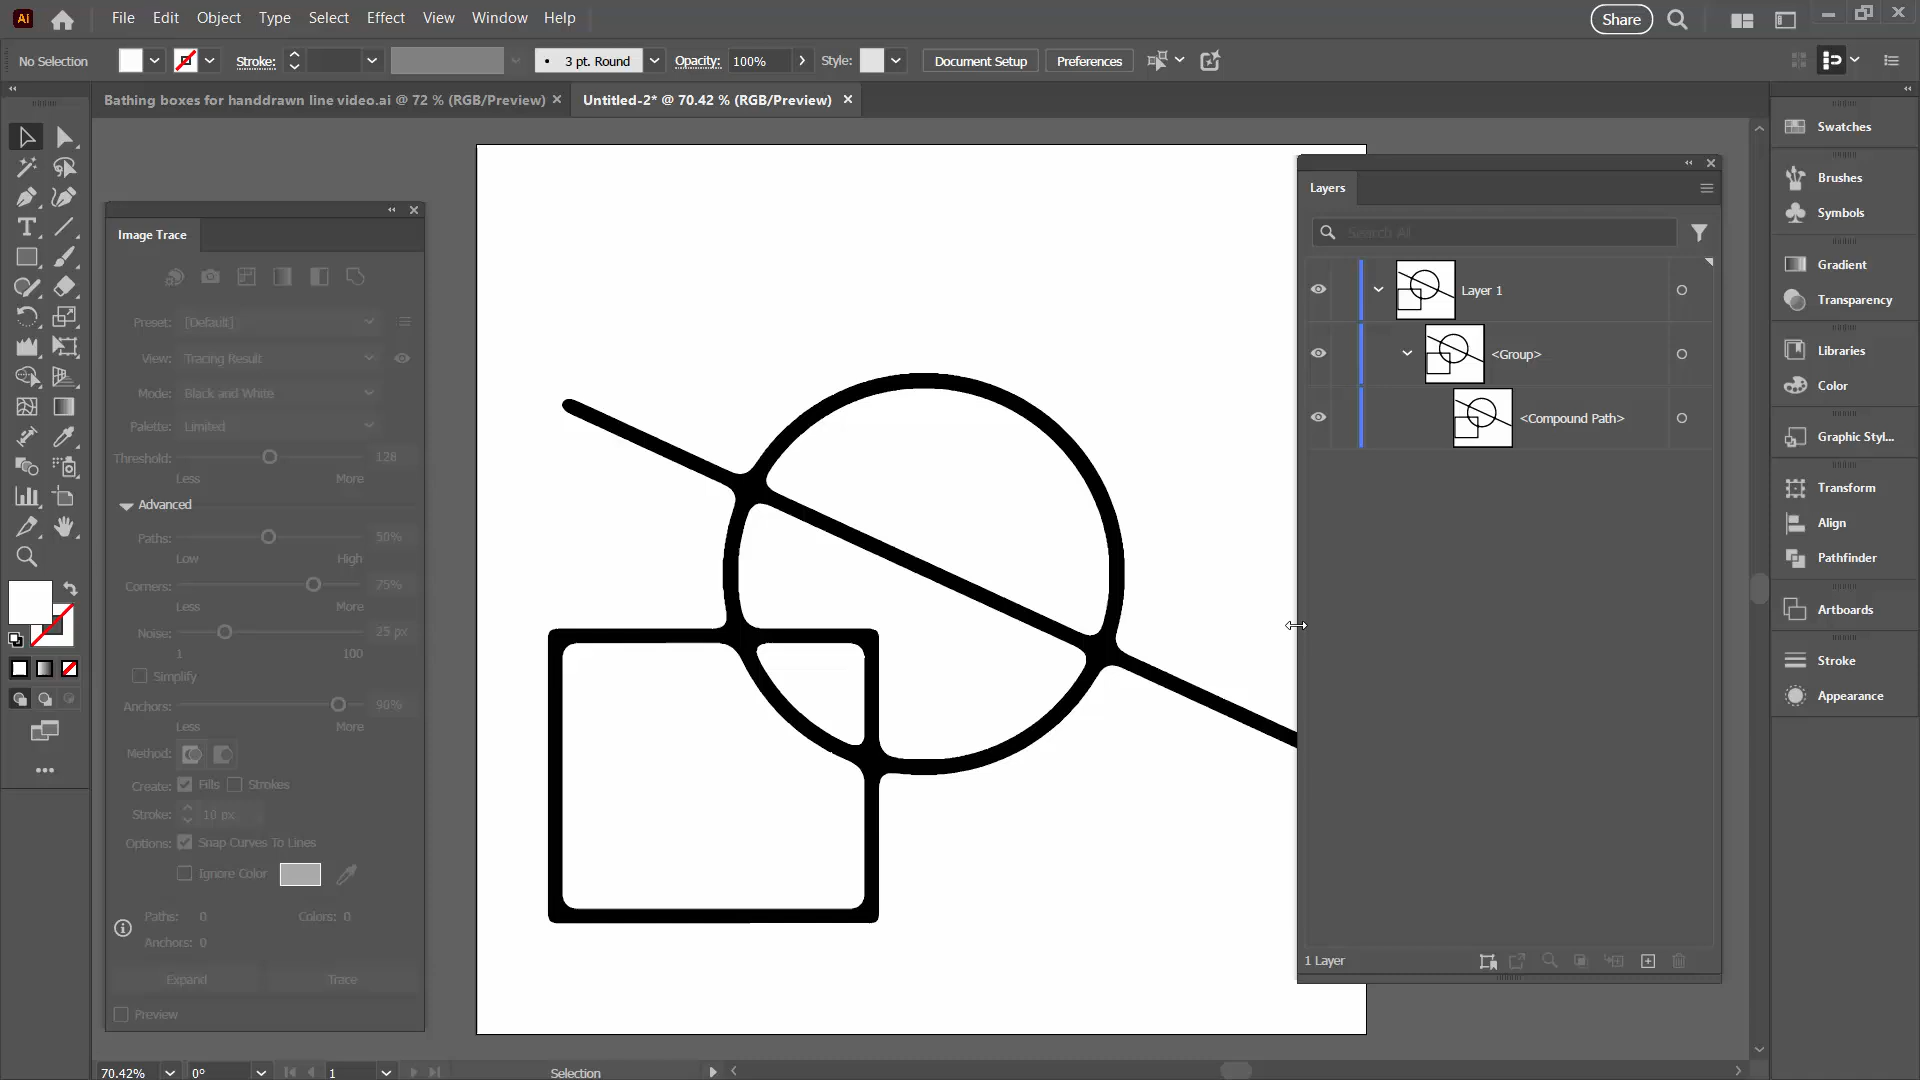 Ai File Edit Object Type Select Effect View Window Help Share
No Selection Stroke: 3 pt. Round Opacity: 100% Style: Document Setup Preferences
Bathing boxes for handdrawn line video.ai @ 72 % (RGB/Preview) Untitled-2* @ 70.42 % (RGB/Preview)
Image Trace
Preset: [Default]
View: Tracing Result
Mode: Black and White
Palette: Limited
Threshold: 128
Less More
Advanced
Paths: 50%
Low High
Corners: 75%
Less More
Noise: 25 px
1 100
Simplify
Anchors: 90%
Less More
Method:
Create: Fills Strokes
Stroke: 10 px
Options: Snap Curves To Lines
Ignore Color
Paths: 0 Colors: 0
Anchors: 0
Expand Trace
Preview
Layers
Search All
Layer 1
<Group>
<Compound Path>
1 Layer
Swatches
Brushes
Symbols
Gradient
Transparency
Libraries
Color
Graphic Styl...
Transform
Align
Pathfinder
Artboards
Stroke
Appearance
70.42% 0° 1 Selection